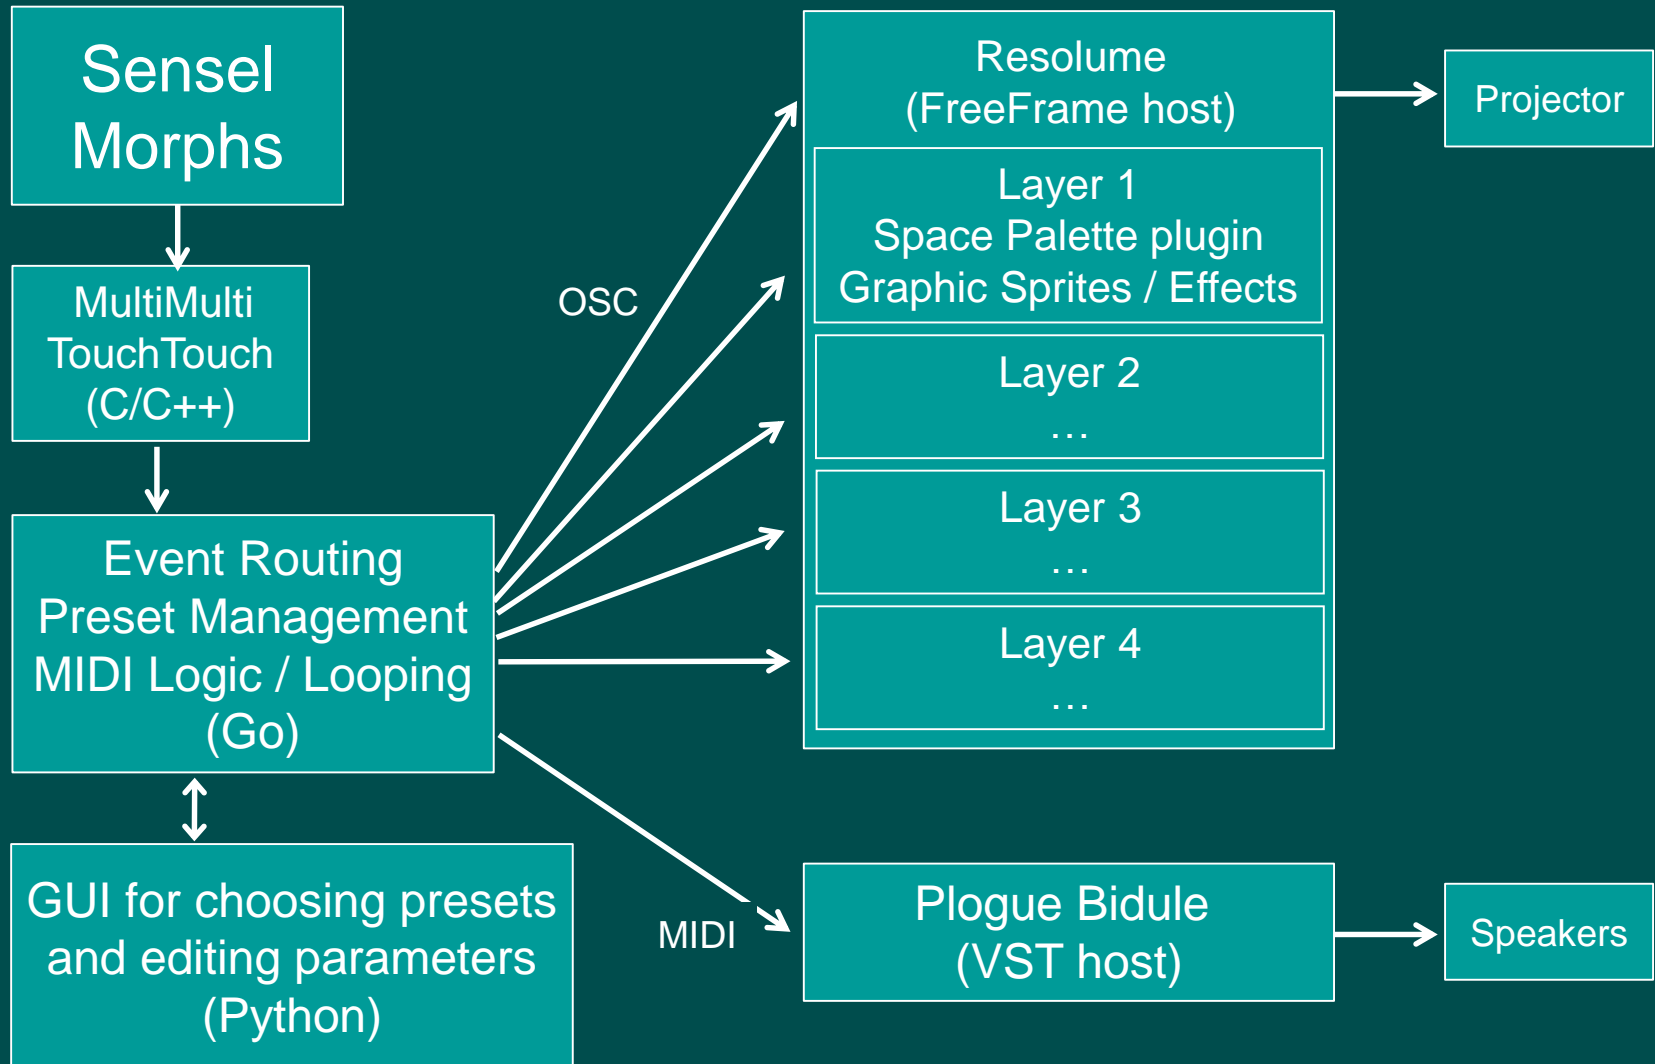 Sensel
Morphs
MultiMulti
TouchTouch
(C/C++)
Event Routing
Preset Management
MIDI Logic / Looping
(Go)
GUI for choosing presets
and editing parameters
(Python)
OSC
MIDI
Resolume
(FreeFrame host)
Layer 1
Space Palette plugin
Graphic Sprites / Effects
Layer 2
…
Layer 3
…
Layer 4
…
Plogue Bidule
(VST host)
Projector
Speakers